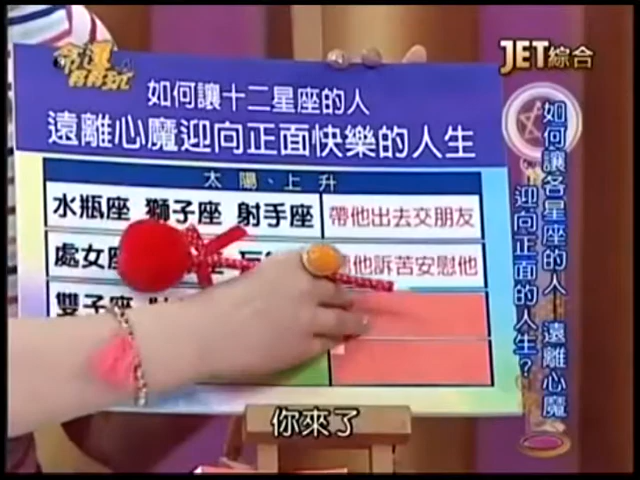 命運好好玩
JET綜合
如何讓十二星座的人
遠離心魔迎向正面快樂的人生
太陽、上升
水瓶座 獅子座 射手座 帶他出去交朋友
處女座 他訴苦安慰他
雙子座
如何讓各星座的人 遠離心魔
迎向正面的人生?
你來了